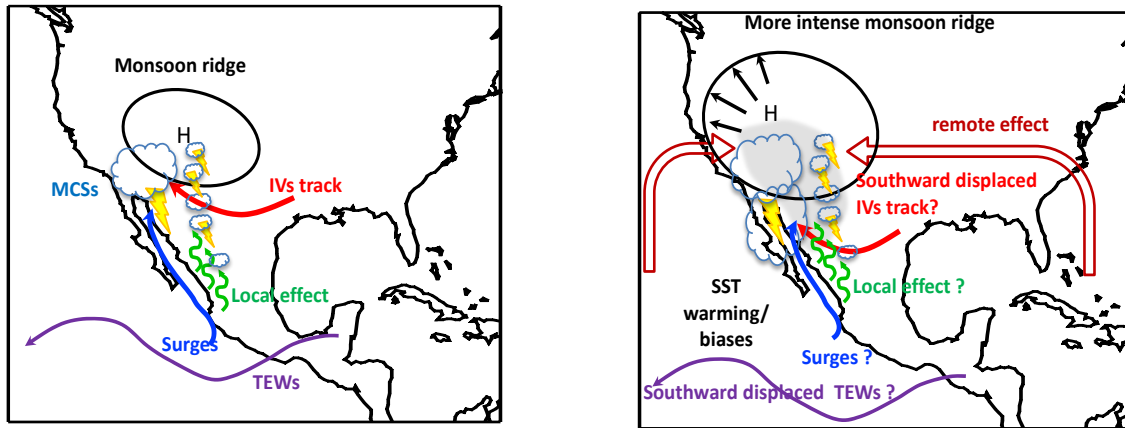 Monsoon ridge
H
MCSs
IVs track
Local effect
Surges
TEWs
More intense monsoon ridge
H
remote effect
Southward displaced
IVs track?
SST
warming/
biases
Local effect ?
Surges ?
Southward displaced TEWs ?